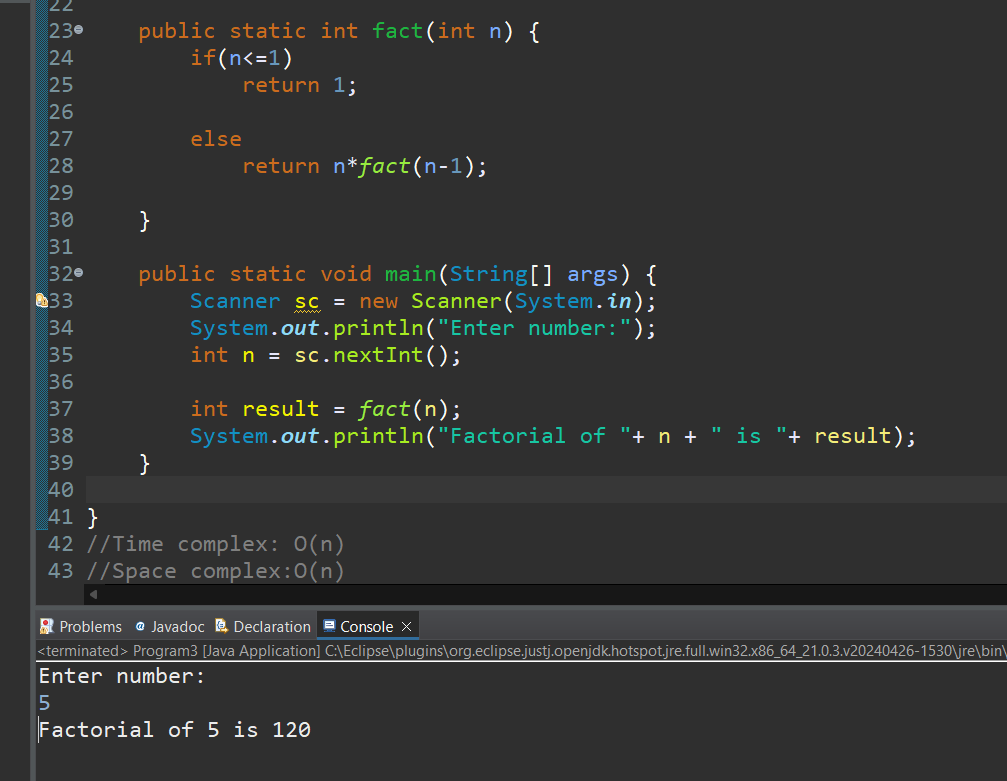 22
23 public static int fact(int n) {
24 if(n<=1)
25 return 1;
26
27 else
28 return n*fact(n-1);
29
30 }
31
32 public static void main(String[] args) {
33 Scanner sc = new Scanner(System.in);
34 System.out.println("Enter number:");
35 int n = sc.nextInt();
36
37 int result = fact(n);
38 System.out.println("Factorial of "+ n + " is "+ result);
39 }
40
41 }
42 //Time complex: O(n)
43 //Space complex:O(n)
Problems @ Javadoc Declaration Console
<terminated> Program3 [Java Application] C:\Eclipse\plugins\org.eclipse.justj.openjdk.hotspot.jre.full.win32.x86_64_21.0.3.v20240426-1530\jre\bin\
Enter number:
5
Factorial of 5 is 120